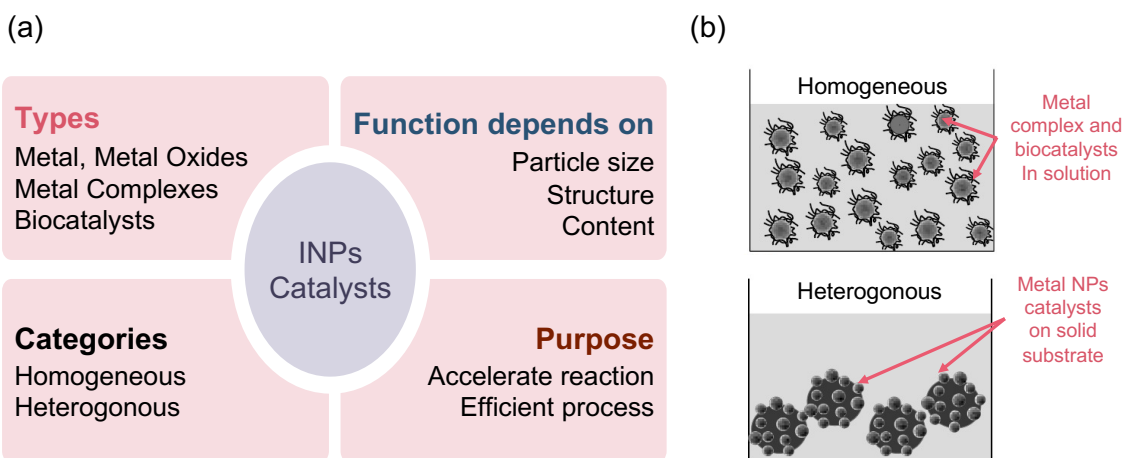 (a)
Types
Metal, Metal Oxides
Metal Complexes
Biocatalysts
Function depends on
Particle size
Structure
Content
INPs
Catalysts
Categories
Homogeneous
Heterogonous
Purpose
Accelerate reaction
Efficient process
(b)
Homogeneous
Metal
complex and
biocatalysts
In solution
Heterogonous
Metal NPs
catalysts
on solid
substrate